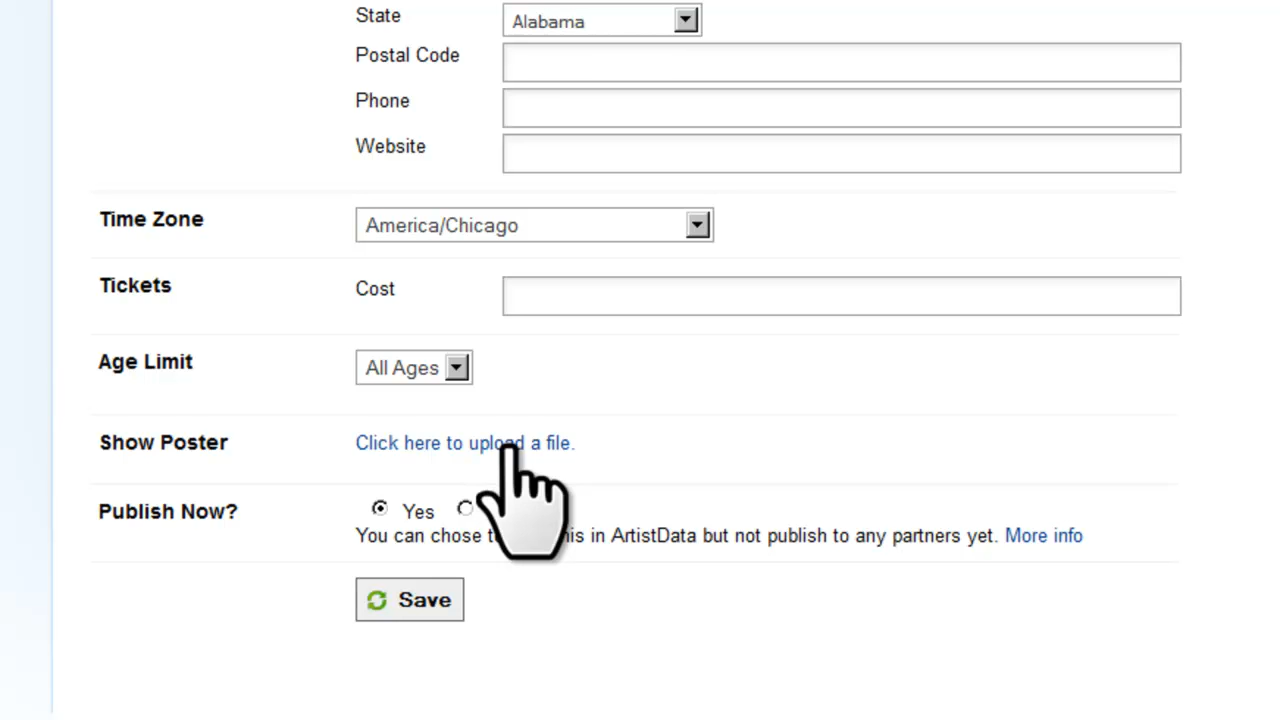 State Alabama
Postal Code
Phone
Website
Time Zone America/Chicago
Tickets Cost
Age Limit All Ages
Show Poster Click here to upload a file.
Publish Now? Yes
You can chose in ArtistData but not publish to any partners yet. More info
Save